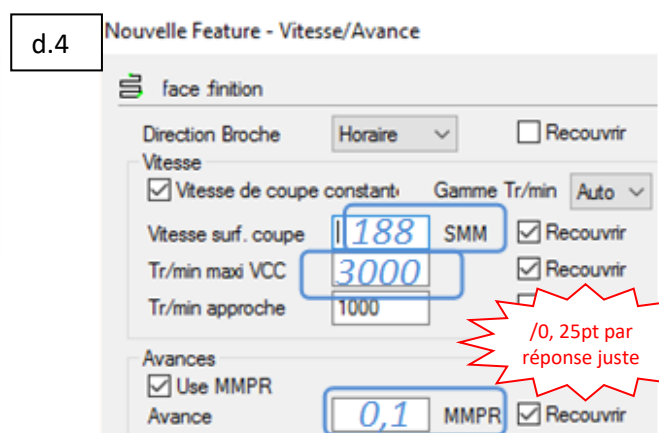 d.4
Nouvelle Feature - Vitesse/Avance
face finition
Direction Broche Horaire Recouvrir
Vitesse
Vitesse de coupe constant Gamme Tr/min Auto
Vitesse surf. coupe 188 SMM Recouvrir
Tr/min maxi VCC 3000 Recouvrir
Tr/min approche 1000
/0, 25pt par
réponse juste
Avances
Use MMPR
Avance 0,1 MMPR Recouvrir